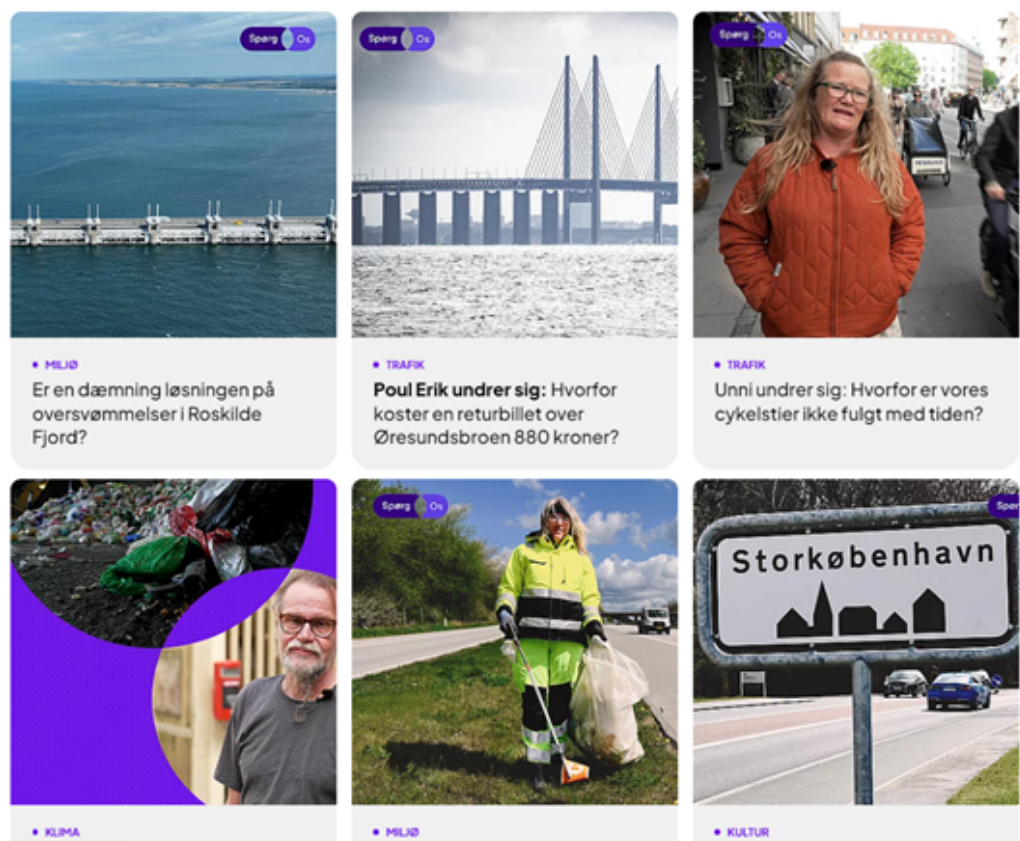 Spørg Os
Spørg Os
Spørg Os
MILJØ
Er en dæmning løsningen på
oversvømmelser i Roskilde
Fjord?
TRAFIK
Poul Erik undrer sig: Hvorfor
koster en returbillet over
Øresundsbroen 880 kroner?
TRAFIK
Unni undrer sig: Hvorfor er vores
cykelstier ikke fulgt med tiden?
Spørg Os
Spør
Storkøbenhavn
KLIMA
MILJØ
KULTUR